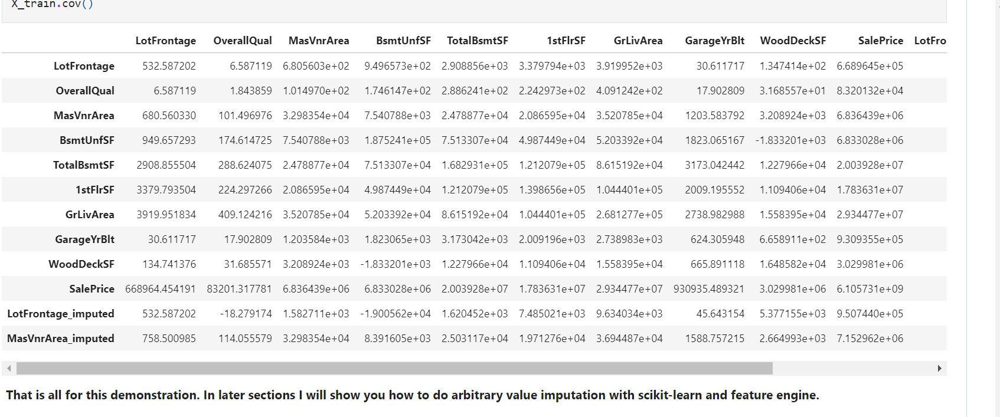 X_train.cov()
LotFrontage OverallQual MasVnrArea BsmtUnfSF TotalBsmtSF 1stFlrSF GrLivArea GarageYrBlt WoodDeckSF SalePrice LotFro
LotFrontage 532.587202 6.587119 6.805603e+02 9.496573e+02 2.908856e+03 3.379794e+03 3.919952e+03 30.611717 1.347414e+02 6.689645e+05
OverallQual 6.587119 1.843859 1.014970e+02 1.746147e+02 2.886241e+02 2.242973e+02 4.091242e+02 17.902809 3.168557e+01 8.320132e+04
MasVnrArea 680.560330 101.496976 3.298354e+04 7.540788e+03 2.478877e+04 2.086595e+04 3.520785e+04 1203.583792 3.208924e+03 6.836439e+06
BsmtUnfSF 949.657293 174.614725 7.540788e+03 1.875241e+05 7.513307e+04 4.987449e+04 5.203392e+04 1823.065167 -1.833201e+03 6.833028e+06
TotalBsmtSF 2908.855504 288.624075 2.478877e+04 7.513307e+04 1.682931e+05 1.212079e+05 8.615192e+04 3173.042442 1.227966e+04 2.003928e+07
1stFlrSF 3379.793504 224.297266 2.086595e+04 4.987449e+04 1.212079e+05 1.398656e+05 1.044401e+05 2009.195552 1.109406e+04 1.783631e+07
GrLivArea 3919.951834 409.124216 3.520785e+04 5.203392e+04 8.615192e+04 1.044401e+05 2.681277e+05 2738.982988 1.558395e+04 2.934477e+07
GarageYrBlt 30.611717 17.902809 1.203584e+03 1.823065e+03 3.173042e+03 2.009196e+03 2.738983e+03 624.305948 6.658911e+02 9.309355e+05
WoodDeckSF 134.741376 31.685571 3.208924e+03 -1.833201e+03 1.227966e+04 1.109406e+04 1.558395e+04 665.891118 1.648582e+04 3.029981e+06
SalePrice 668964.454191 83201.317781 6.836439e+06 6.833028e+06 2.003928e+07 1.783631e+07 2.934477e+07 930935.489321 3.029981e+06 6.105731e+09
LotFrontage_imputed 532.587202 -18.279174 1.582711e+03 -1.900562e+04 1.620452e+03 7.485021e+03 9.634034e+03 45.643154 5.377155e+03 9.507440e+05
MasVnrArea_imputed 758.500985 114.055579 3.298354e+04 8.391605e+03 2.503117e+04 1.971276e+04 3.694487e+04 1588.757215 2.664993e+03 7.152962e+06
That is all for this demonstration. In later sections I will show you how to do arbitrary value imputation with scikit-learn and feature engine.